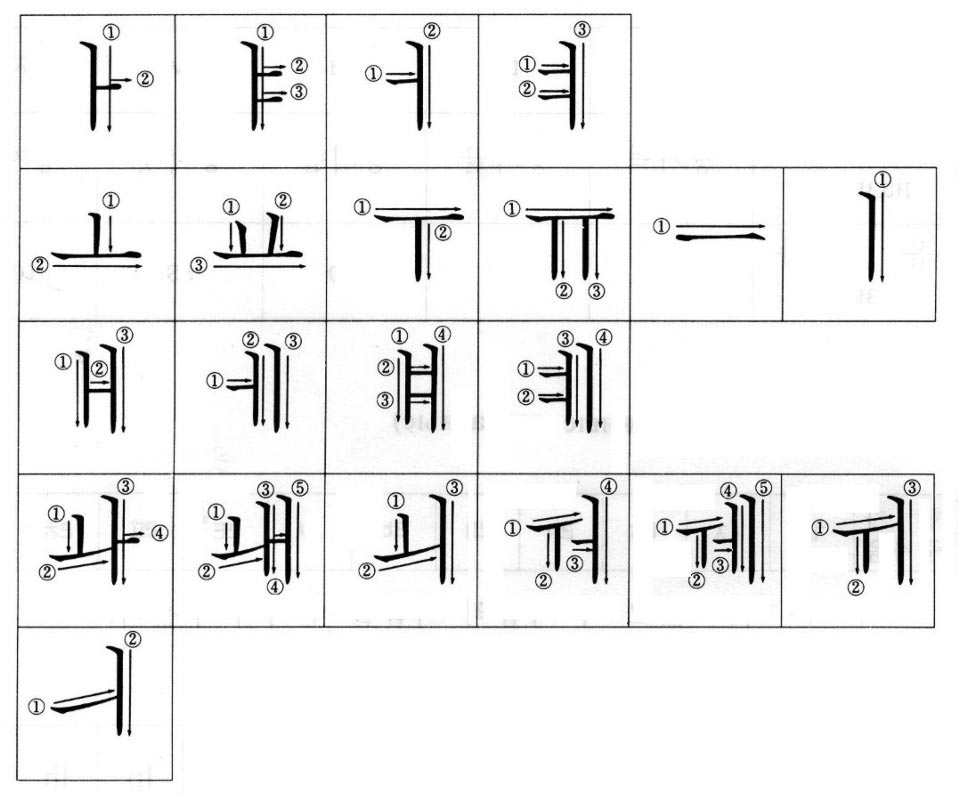 ㅏ ① ② ㅑ ① ② ③ ㅓ ① ② ㅕ ① ② ③
ㅗ ① ② ㅛ ① ② ③ ㅜ ① ② ㅠ ① ② ③ ㅡ ① ㅣ ①
ㅐ ① ② ③ ㅔ ① ② ③ ㅒ ① ② ③ ④ ㅖ ① ② ③ ④
ㅘ ① ② ③ ④ ㅙ ① ② ③ ④ ⑤ ㅚ ① ② ③ ㅝ ① ② ③ ④ ㅞ ① ② ③ ④ ⑤ ㅟ ① ② ③
ㅢ ① ②